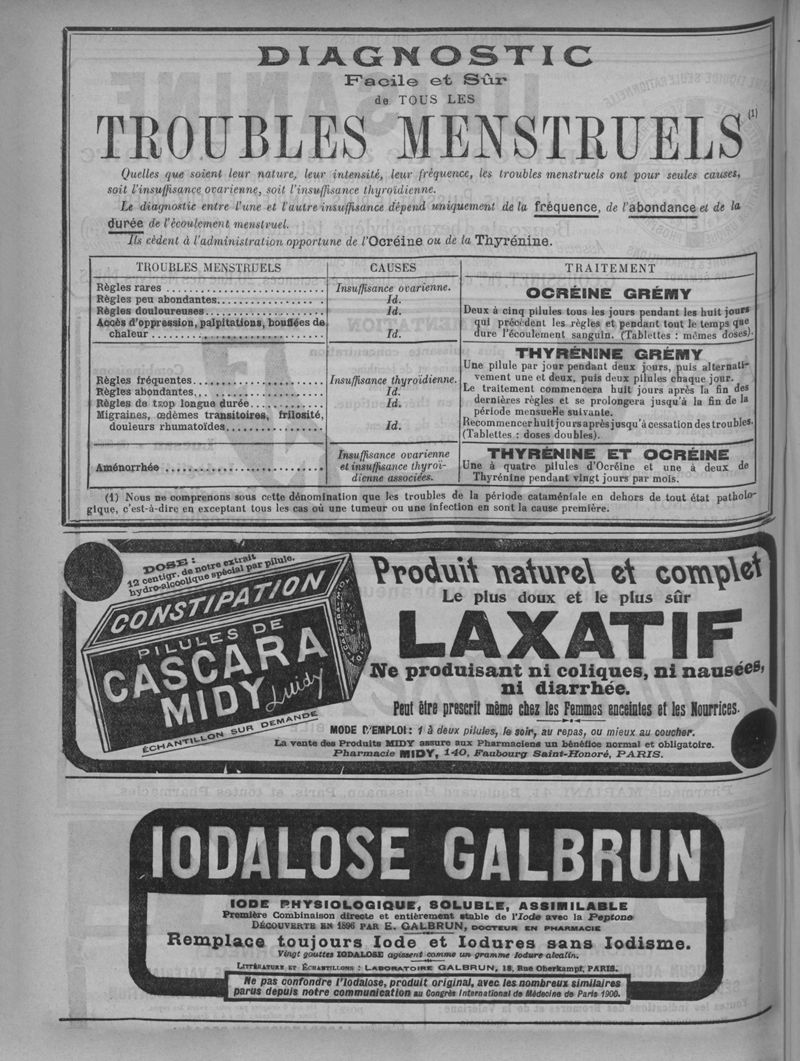 DIAGNOSTIC
Facile et Sûr
de TOUS LES
TROUBLES MENSTRUELS (1)
Quelles que soient leur nature, leur intensité, leur fréquence, les troubles menstruels ont pour seules causes,
soit l'insuffisance ovarienne, soit l'insuffisance thyroïdienne.
Le diagnostic entre l'une et l'autre insuffisance dépend uniquement de la fréquence, de l'abondance et de la
durée de l'écoulement menstruel.
Ils cèdent à l'administration opportune de l'Ocréine ou de la Thyrénine.
TROUBLES MENSTRUELS CAUSES TRAITEMENT
Règles rares Insuffisance ovarienne.
Règles peu abondantes Id.
Règles douloureuses Id.
Accès d'oppression, palpitations, bouffées de
chaleur Id.
OCRÉINE GRÉMY
Deux à cinq pilules tous les jours pendant les huit jours
qui précèdent les règles et pendant tout le temps que
dure l'écoulement sanguin. (Tablettes : mêmes doses).
Règles fréquentes Insuffisance thyroïdienne.
Règles abondantes Id.
Règles de trop longue durée Id.
Migraines, œdèmes transitoires, frilosité,
douleurs rhumatoïdes Id.
THYRÉNINE GRÉMY
Une pilule par jour pendant deux jours, puis alternati-
vement une et deux, puis deux pilules chaque jour.
Le traitement commencera huit jours après la fin des
dernières règles et se prolongera jusqu'à la fin de la
période mensuelle suivante.
Recommencer huit jours après jusqu'à cessation des troubles.
(Tablettes : doses doubles).
Aménorrhée
Insuffisance ovarienne
et insuffisance thyroï-
dienne associées.
THYRÉNINE ET OCRÉINE
Une à quatre pilules d'Ocréine et une à deux de
Thyrénine pendant vingt jours par mois.
(1) Nous ne comprenons sous cette dénomination que les troubles de la période cataméniale en dehors de tout état patholo-
gique, c'est-à-dire en exceptant tous les cas où une tumeur ou une infection en sont la cause première.
DOSE :
12 centigr. de notre extrait
hydro-alcoolique spécial par pilule.
CONSTIPATION
PILULES DE
CASCARA
MIDY
Midy
ÉCHANTILLON SUR DEMANDE
Produit naturel et complet
Le plus doux et le plus sûr
LAXATIF
Ne produisant ni coliques, ni nausées,
ni diarrhée.
Peut être prescrit même chez les Femmes enceintes et les Nourrices.
MODE D'EMPLOI : 1 à deux pilules, le soir, au repas, ou mieux au coucher.
La vente des Produits MIDY assure aux Pharmaciens un bénéfice normal et obligatoire.
Pharmacie MIDY, 140, Faubourg Saint-Honoré, PARIS.
IODALOSE GALBRUN
IODE PHYSIOLOGIQUE, SOLUBLE, ASSIMILABLE
Première Combinaison directe et entièrement stable de l'Iode avec la Peptone
DÉCOUVERTE EN 1896 PAR E. GALBRUN, DOCTEUR EN PHARMACIE
Remplace toujours Iode et Iodures sans Iodisme.
Vingt gouttes IODALOSE agissent comme un gramme Iodure alcalin.
LITTÉRATURE ET ÉCHANTILLONS : LABORATOIRE GALBRUN, 18, Rue Oberkampf, PARIS.
Ne pas confondre l'Iodalose, produit original, avec les nombreux similaires
parus depuis notre communication au Congrès International de Médecine de Paris 1900.